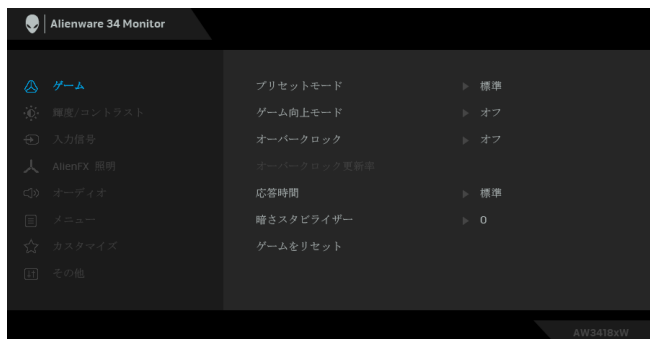 Alienware 34 Monitor
ゲーム
輝度/コントラスト
入力信号
AlienFX 照明
オーディオ
メニュー
カスタマイズ
その他
プリセットモード 標準
ゲーム向上モード オフ
オーバークロック オフ
オーバークロック更新率
応答時間 標準
暗さスタビライザー 0
ゲームをリセット
AW3418xW